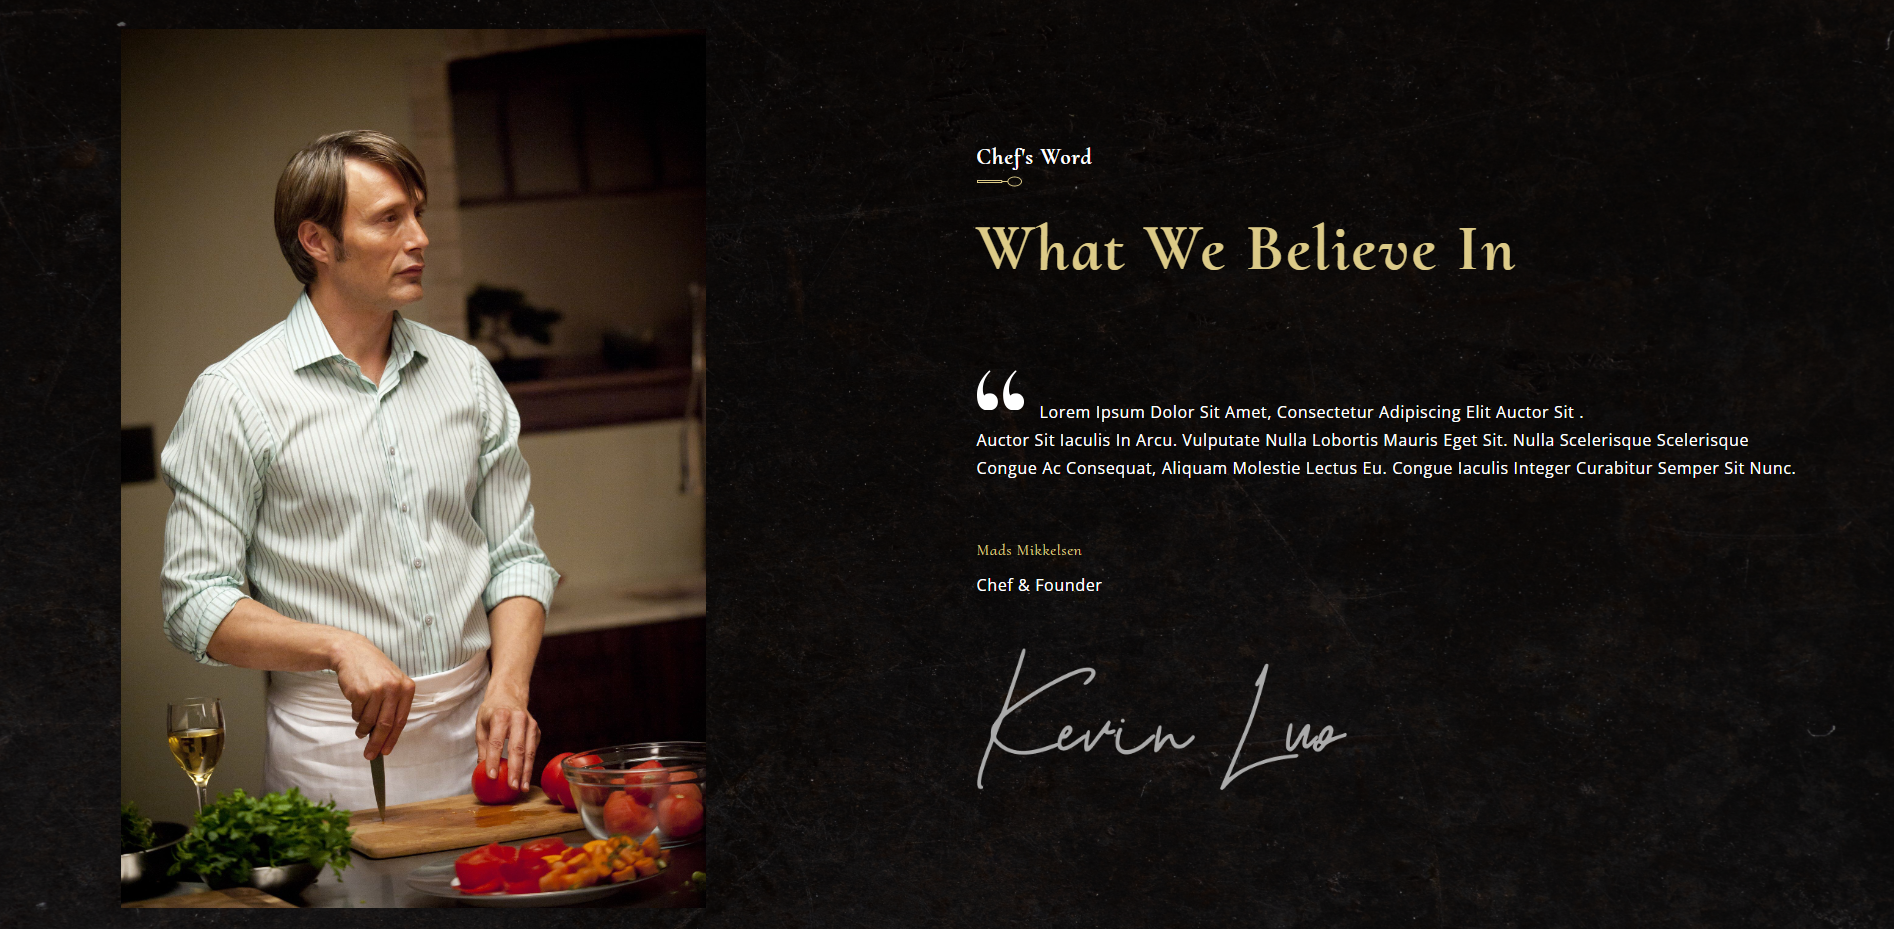 Chef's Word
What We Believe In
“ Lorem Ipsum Dolor Sit Amet, Consectetur Adipiscing Elit Auctor Sit .
Auctor Sit Iaculis In Arcu. Vulputate Nulla Lobortis Mauris Eget Sit. Nulla Scelerisque Scelerisque
Congue Ac Consequat, Aliquam Molestie Lectus Eu. Congue Iaculis Integer Curabitur Semper Sit Nunc.
Mads Mikkelsen
Chef & Founder
Kevin Luo